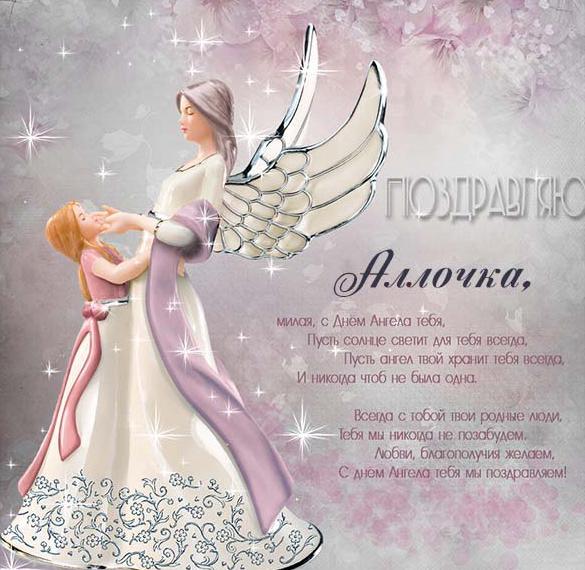 ПОЗДРАВЛЯЮ
Аллочка,
милая, с Днём Ангела тебя,
Пусть солнце светит для тебя всегда,
Пусть ангел твой хранит тебя всегда,
И никогда чтоб не была одна.
Всегда с тобой твои родные люди,
Тебя мы никогда не позабудем.
Любви, благополучия желаем,
С днем Ангела тебя мы поздравляем!